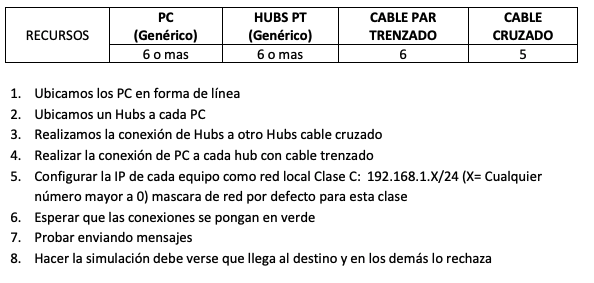 RECURSOS
PC
(Genérico)
HUBS PT
(Genérico)
CABLE PAR
TRENZADO
CABLE
CRUZADO
6 o mas
6 o mas
6
5
1. Ubicamos los PC en forma de línea
2. Ubicamos un Hubs a cada PC
3. Realizamos la conexión de Hubs a otro Hubs cable cruzado
4. Realizar la conexión de PC a cada hub con cable trenzado
5. Configurar la IP de cada equipo como red local Clase C: 192.168.1.X/24 (X= Cualquier
número mayor a 0) mascara de red por defecto para esta clase
6. Esperar que las conexiones se pongan en verde
7. Probar enviando mensajes
8. Hacer la simulación debe verse que llega al destino y en los demás lo rechaza